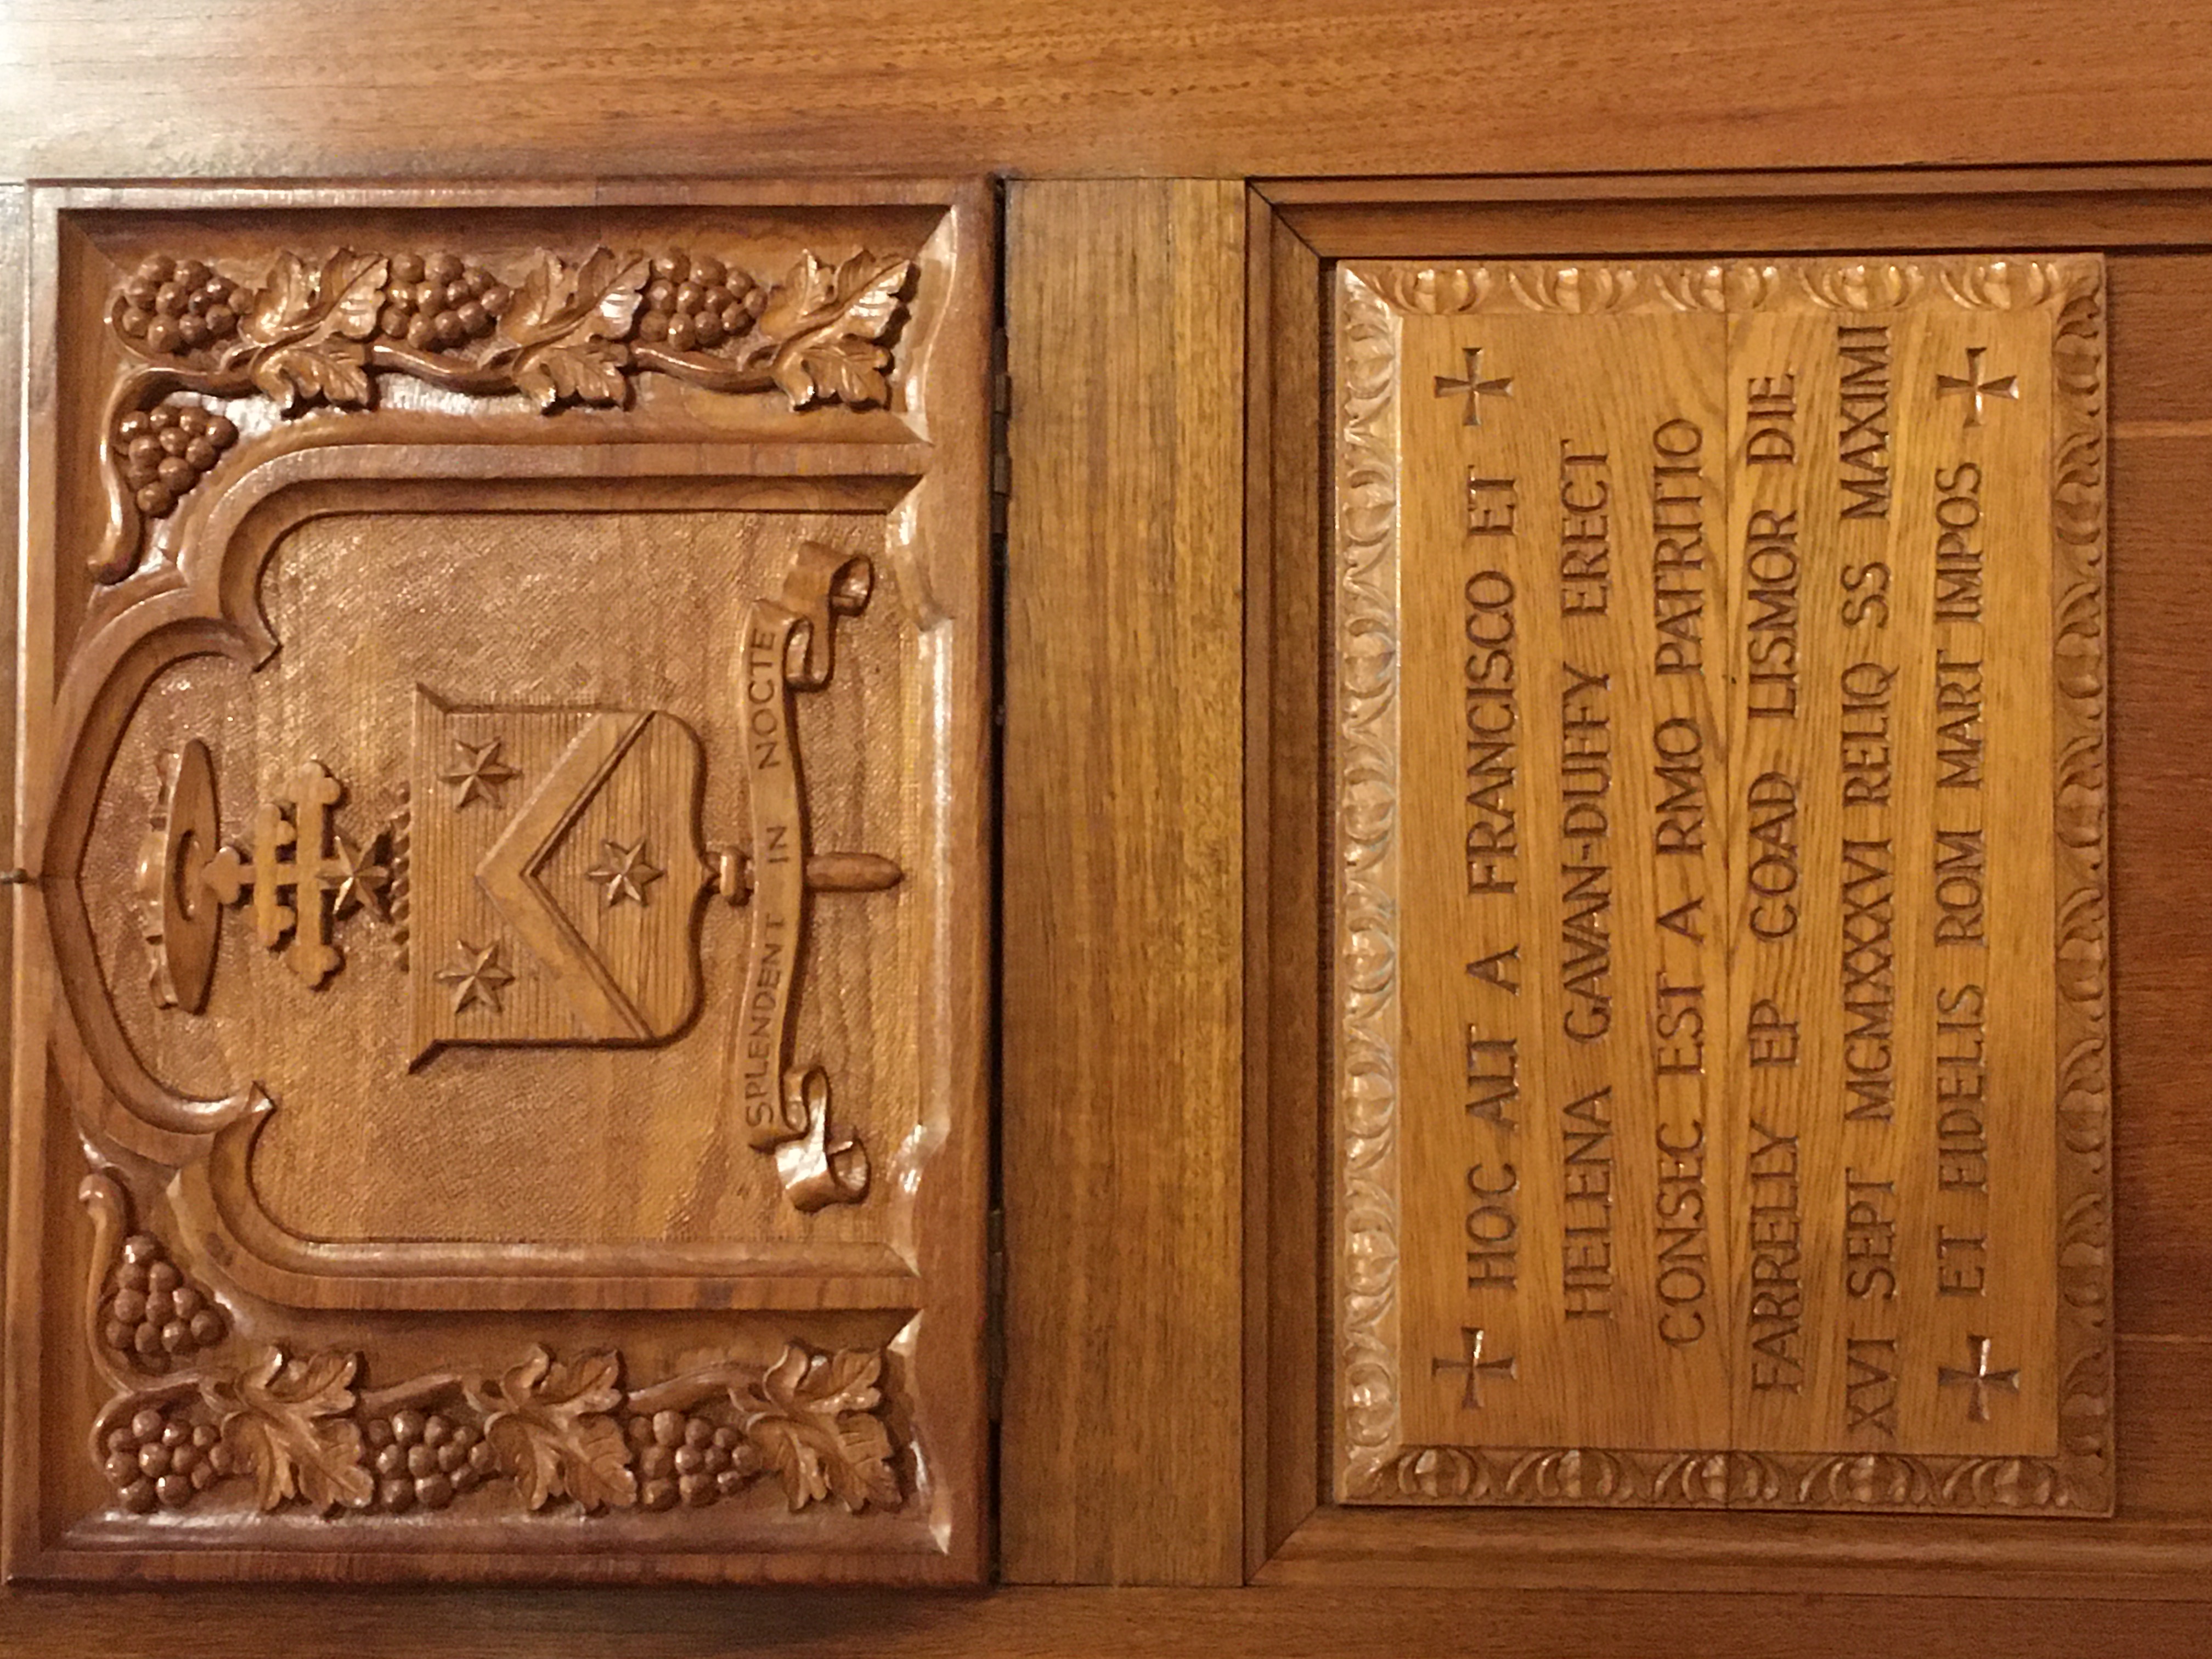 SPLENDENT IN NOCTE
HOC ALT A FRANCISCO ET
HELENA GAVAN-DUFFY ERECT
CONSEC EST A RMO PATRITIO
FARRELLY EP COAD LISMOR DIE
XVI SEPT MCMXXXVI RELIQ SS MAXIMI
ET FIDELIS ROM MART IMPOS